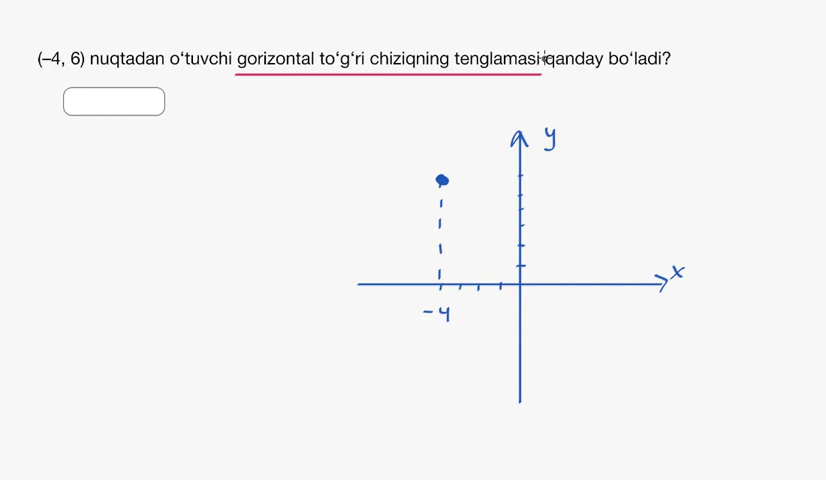 (–4, 6) nuqtadan o‘tuvchi gorizontal to‘g‘ri chiziqning tenglamasi qanday bo‘ladi?
y
x
-4